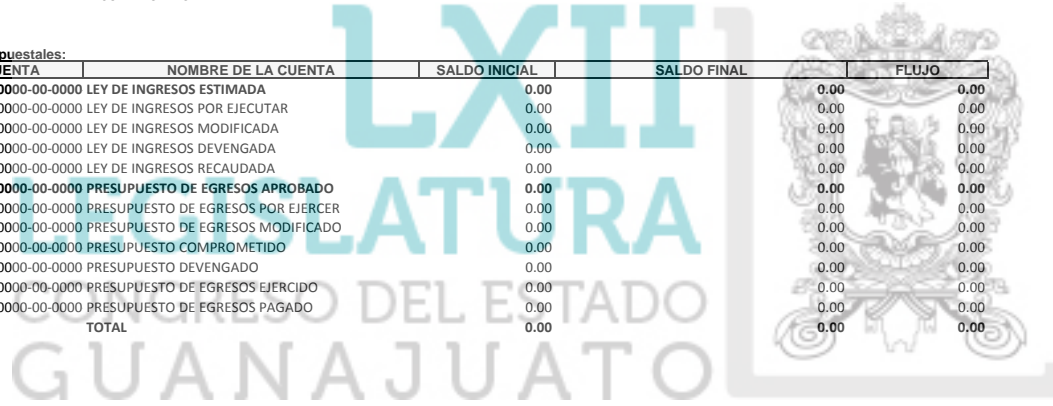 puestales:
UENTA NOMBRE DE LA CUENTA SALDO INICIAL SALDO FINAL FLUJO
0000-00-0000 LEY DE INGRESOS ESTIMADA 0.00 0.00 0.00
0000-00-0000 LEY DE INGRESOS POR EJECUTAR 0.00 0.00 0.00
0000-00-0000 LEY DE INGRESOS MODIFICADA 0.00 0.00 0.00
0000-00-0000 LEY DE INGRESOS DEVENGADA 0.00 0.00 0.00
0000-00-0000 LEY DE INGRESOS RECAUDADA 0.00 0.00 0.00
0000-00-0000 PRESUPUESTO DE EGRESOS APROBADO 0.00 0.00 0.00
0000-00-0000 PRESUPUESTO DE EGRESOS POR EJERCER 0.00 0.00 0.00
0000-00-0000 PRESUPUESTO DE EGRESOS MODIFICADO 0.00 0.00 0.00
0000-00-0000 PRESUPUESTO COMPROMETIDO 0.00 0.00 0.00
0000-00-0000 PRESUPUESTO DEVENGADO 0.00 0.00 0.00
0000-00-0000 PRESUPUESTO DE EGRESOS EJERCIDO 0.00 0.00 0.00
0000-00-0000 PRESUPUESTO DE EGRESOS PAGADO 0.00 0.00 0.00
TOTAL 0.00 0.00 0.00
LXII
LEGISLATURA
CONGRESO DEL ESTADO
GUANAJUATO